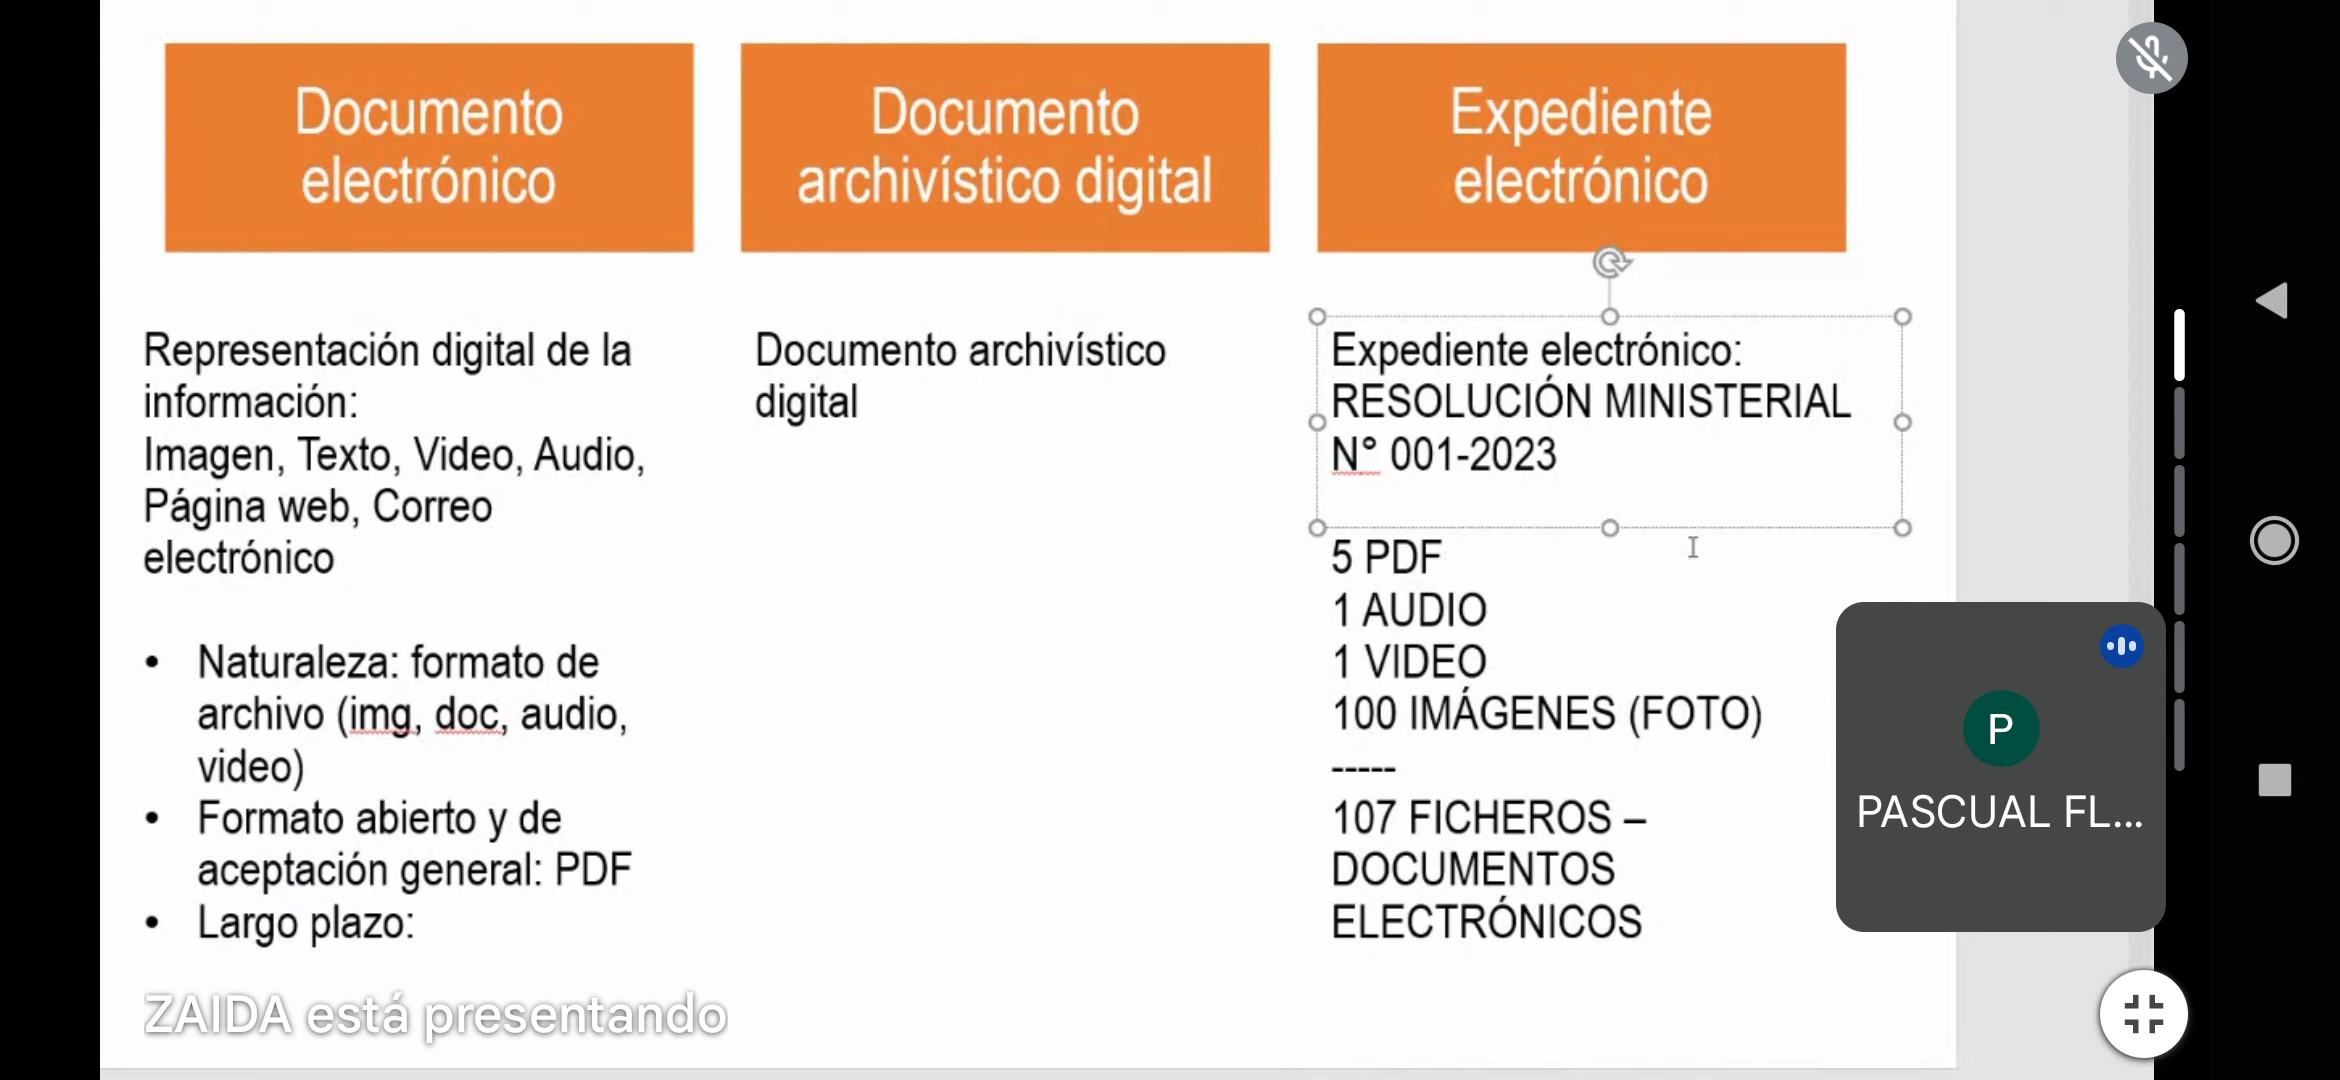 Documento
electrónico
Documento
archivístico digital
Expediente
electrónico
Representación digital de la
información:
Imagen, Texto, Video, Audio,
Página web, Correo
electrónico
• Naturaleza: formato de
archivo (img, doc, audio,
video)
• Formato abierto y de
aceptación general: PDF
• Largo plazo:
Documento archivístico
digital
Expediente electrónico:
RESOLUCIÓN MINISTERIAL
N° 001-2023
5 PDF
1 AUDIO
1 VIDEO
100 IMÁGENES (FOTO)
-----
107 FICHEROS –
DOCUMENTOS
ELECTRÓNICOS
P
PASCUAL FL...
ZAIDA está presentando